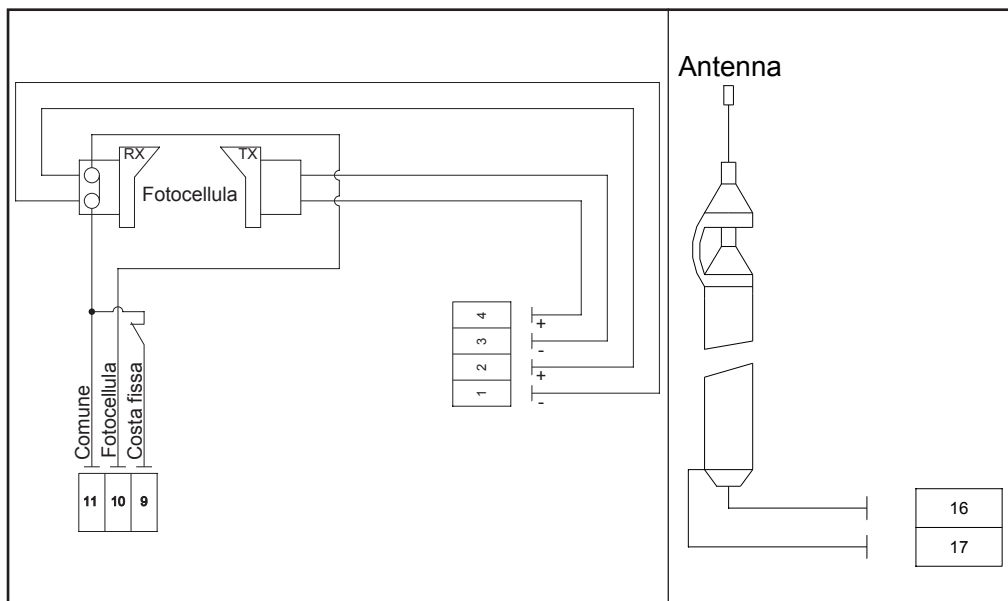 Antenna
RX
TX
Fotocellula
4
+
3
-
2
+
1
-
Comune
Fotocellula
Costa fissa
11
10
9
16
17